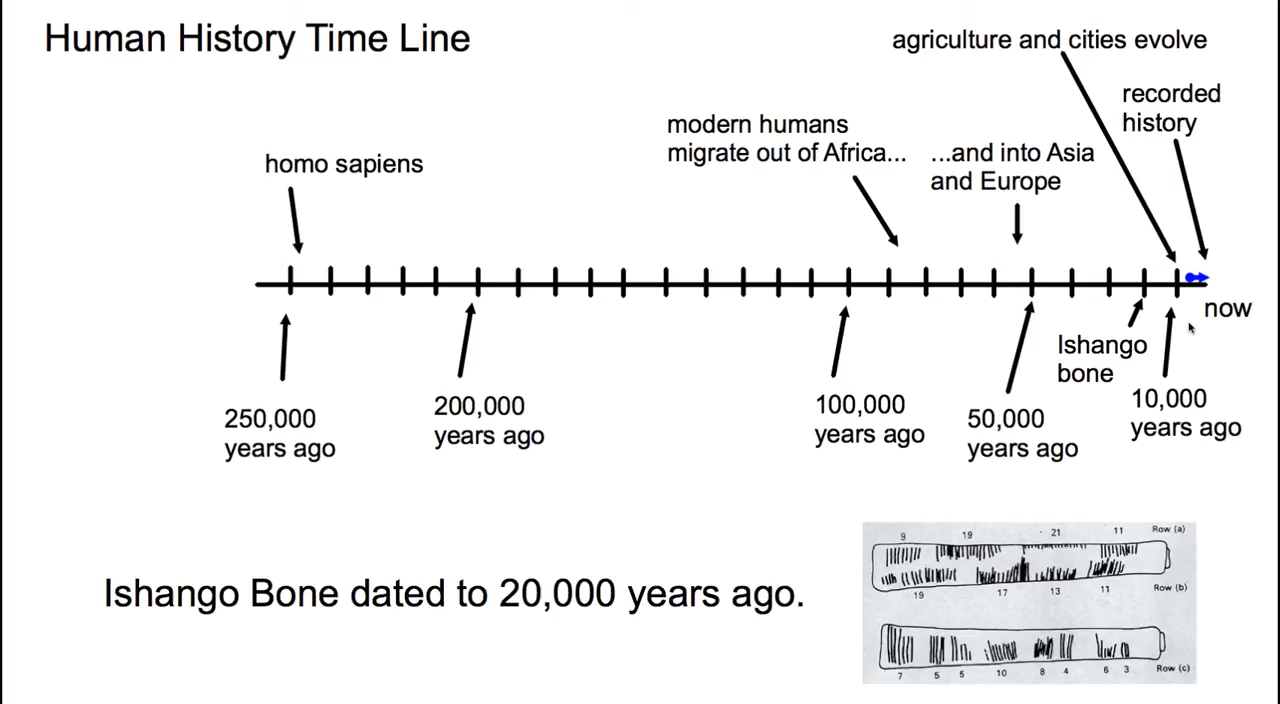 Human History Time Line
agriculture and cities evolve
recorded
history
modern humans
migrate out of Africa...
...and into Asia
and Europe
homo sapiens
now
Ishango
bone
250,000
years ago
200,000
years ago
100,000
years ago
50,000
years ago
10,000
years ago
Ishango Bone dated to 20,000 years ago.
9 19 21 11 Row (a)
19 17 13 11 Row (b)
7 5 5 10 8 4 6 3 Row (c)